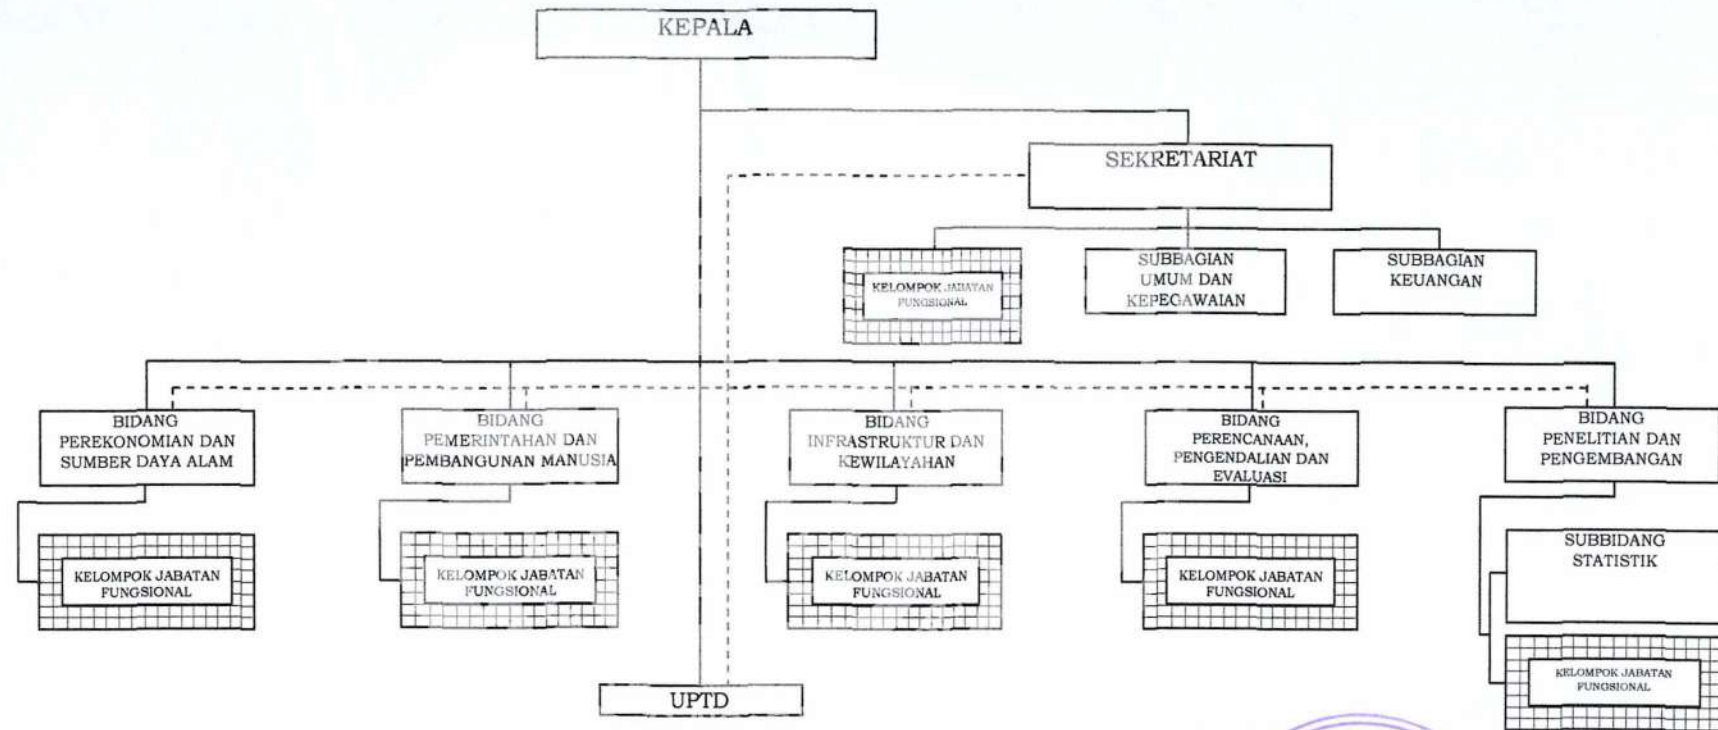 KEPALA
SEKRETARIAT
KELOMPOK JABATAN
FUNGSIONAL
SUBBAGIAN
UMUM DAN
KEPEGAWAIAN
SUBBAGIAN
KEUANGAN
BIDANG
PEREKONOMIAN DAN
SUMBER DAYA ALAM
BIDANG
PEMERINTAHAN DAN
PEMBANGUNAN MANUSIA
BIDANG
INFRASTRUKTUR DAN
KEWILAYAHAN
BIDANG
PERENCANAAN,
PENGENDALIAN DAN
EVALUASI
BIDANG
PENELITIAN DAN
PENGEMBANGAN
KELOMPOK JABATAN
FUNGSIONAL
KELOMPOK JABATAN
FUNGSIONAL
KELOMPOK JABATAN
FUNGSIONAL
KELOMPOK JABATAN
FUNGSIONAL
SUBBIDANG
STATISTIK
KELOMPOK JABATAN
FUNGSIONAL
UPTD